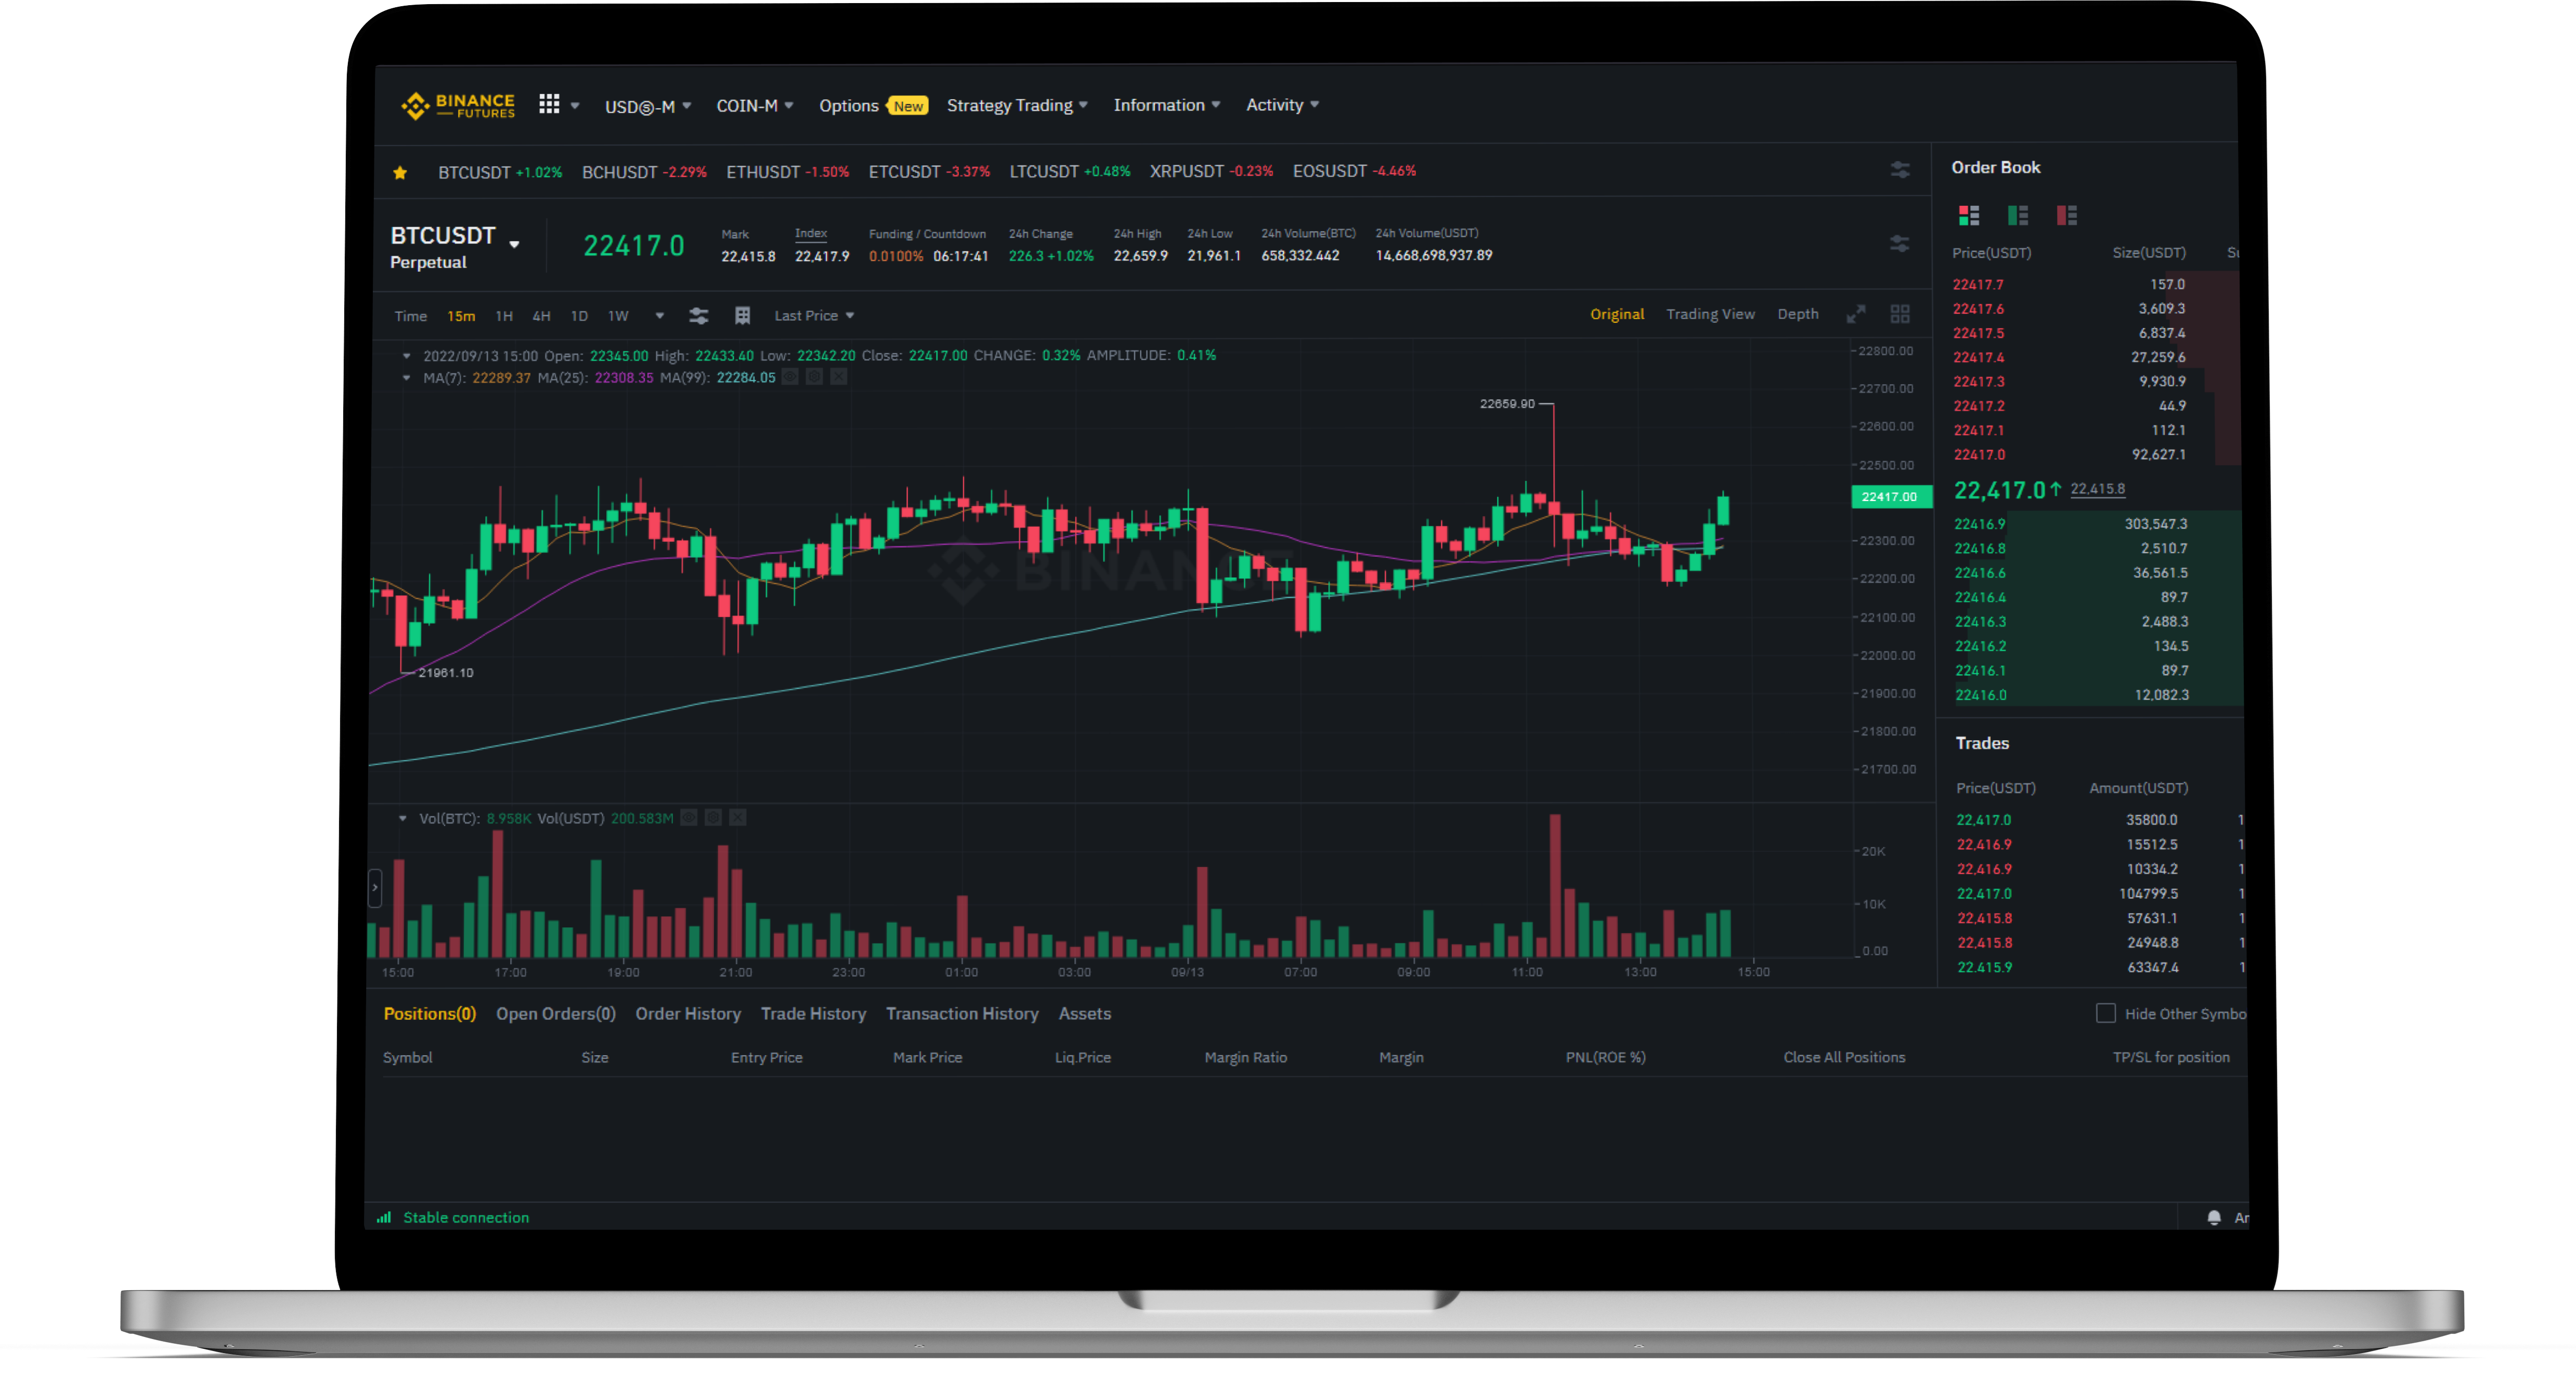 BINANCE
FUTURES
USDⓈ-M COIN-M Options New Strategy Trading Information Activity
BTCUSDT +1.02% BCHUSDT -2.29% ETHUSDT -1.50% ETCUSDT -3.37% LTCUSDT +0.48% XRPUSDT -0.23% EOSUSDT -4.46%
BTCUSDT
Perpetual
22417.0
Mark Index Funding / Countdown 24h Change 24h High 24h Low 24h Volume(BTC) 24h Volume(USDT)
22,415.8 22,417.9 0.0100% 06:17:41 226.3 +1.02% 22,659.9 21,961.1 658,332.442 14,668,698,937.89
Time 15m 1H 4H 1D 1W Last Price Original Trading View Depth
2022/09/13 15:00 Open: 22345.00 High: 22433.40 Low: 22342.20 Close: 22417.00 CHANGE: 0.32% AMPLITUDE: 0.41%
MA(7): 22289.37 MA(25): 22308.35 MA(99): 22284.05
22659.90
21961.10
BINAN
22800.00
22700.00
22600.00
22500.00
22417.00
22300.00
22200.00
22100.00
22000.00
21900.00
21800.00
21700.00
Vol(BTC): 8.958K Vol(USDT) 200.583M
20K
10K
0.00
15:00 17:00 19:00 21:00 23:00 01:00 03:00 09/13 07:00 09:00 11:00 13:00 15:00
Order Book
Price(USDT) Size(USDT)
22417.7 157.0
22417.6 3,609.3
22417.5 6,837.4
22417.4 27,259.6
22417.3 9,930.9
22417.2 44.9
22417.1 112.1
22417.0 92,627.1
22,417.0↑ 22,415.8
22416.9 303,547.3
22416.8 2,510.7
22416.6 36,561.5
22416.4 89.7
22416.3 2,488.3
22416.2 134.5
22416.1 89.7
22416.0 12,082.3
Trades
Price(USDT) Amount(USDT)
22,417.0 35800.0 1
22,416.9 15512.5 1
22,416.9 10334.2 1
22,417.0 104799.5 1
22,415.8 57631.1 1
22,415.8 24948.8 1
22.415.9 63347.4 1
Positions(0) Open Orders(0) Order History Trade History Transaction History Assets Hide Other Symbo
Symbol Size Entry Price Mark Price Liq.Price Margin Ratio Margin PNL(ROE %) Close All Positions TP/SL for position
Stable connection